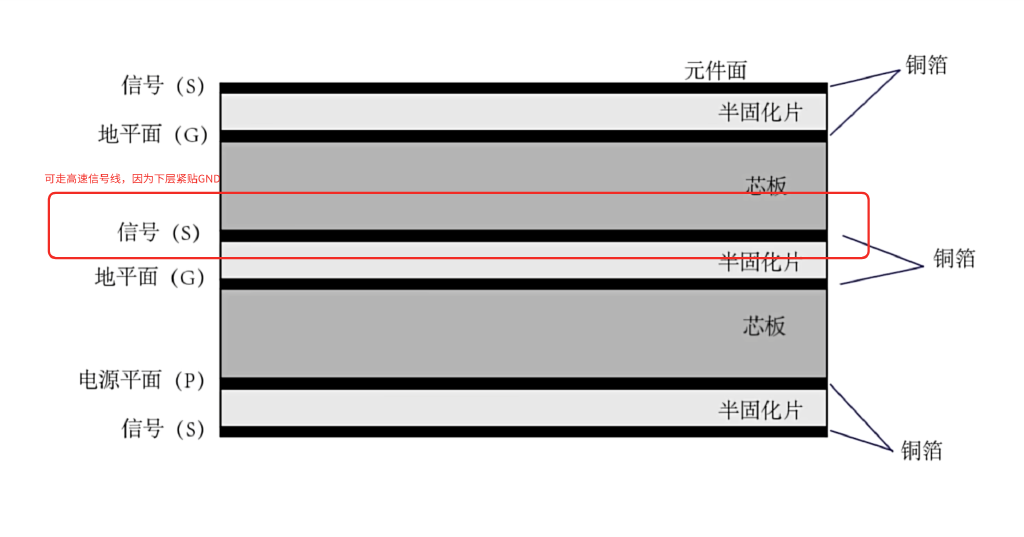 元件面
铜箔
信号（S）
半固化片
地平面（G）
可走高速信号线，因为下层紧贴GND
芯板
信号（S）
半固化片
铜箔
地平面（G）
芯板
电源平面（P）
半固化片
信号（S）
铜箔